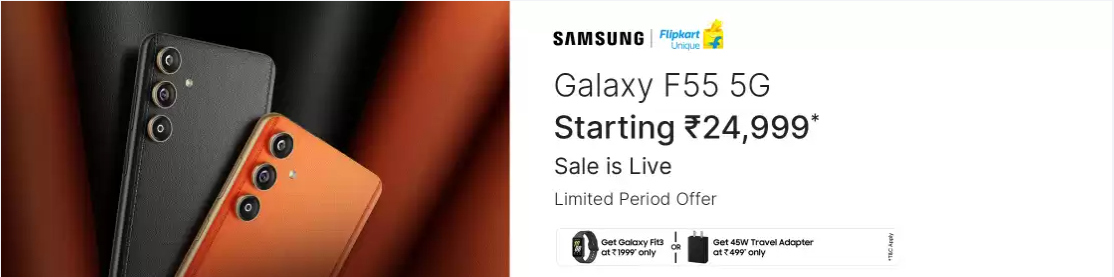 SAMSUNG | Flipkart Unique
Galaxy F55 5G
Starting ₹24,999*
Sale is Live
Limited Period Offer
Get Galaxy Fit3
at ₹1999* only
OR
Get 45W Travel Adapter
at ₹499* only
*T&C Apply